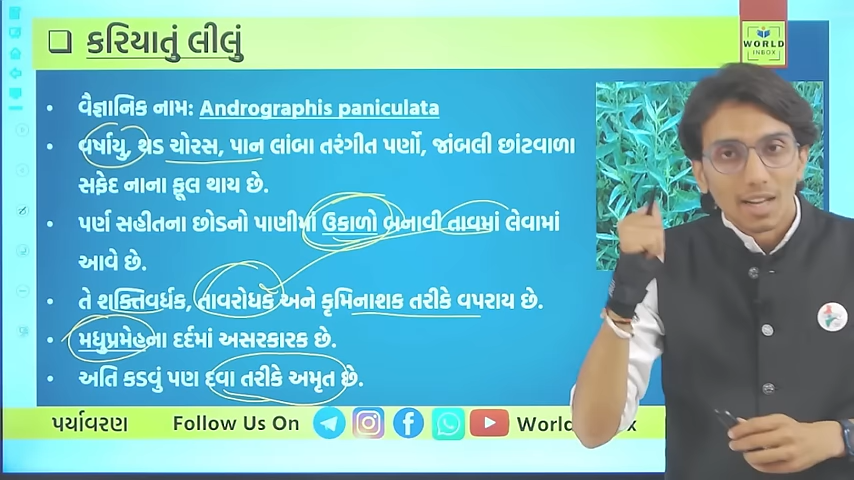 ❑ કરિયાતું લીલું
WORLD
INBOX
• વૈજ્ઞાનિક નામ: Andrographis paniculata
• વર્ષાયુ, થડ ચોરસ, પાન લાંબા તરંગીત પર્ણો, જાંબલી છાંટવાળા
સફેદ નાના ફૂલ થાય છે.
• પર્ણ સહીતના છોડનો પાણીમાં ઉકાળો બનાવી તાવમાં લેવામાં
આવે છે.
• તે શક્તિવર્ધક, તાવરોધક અને કૃમિનાશક તરીકે વપરાય છે.
• મધુપ્રમેહના દર્દમાં અસરકારક છે.
• અતિ કડવું પણ દવા તરીકે અમૃત છે.
પર્યાવરણ Follow Us On World